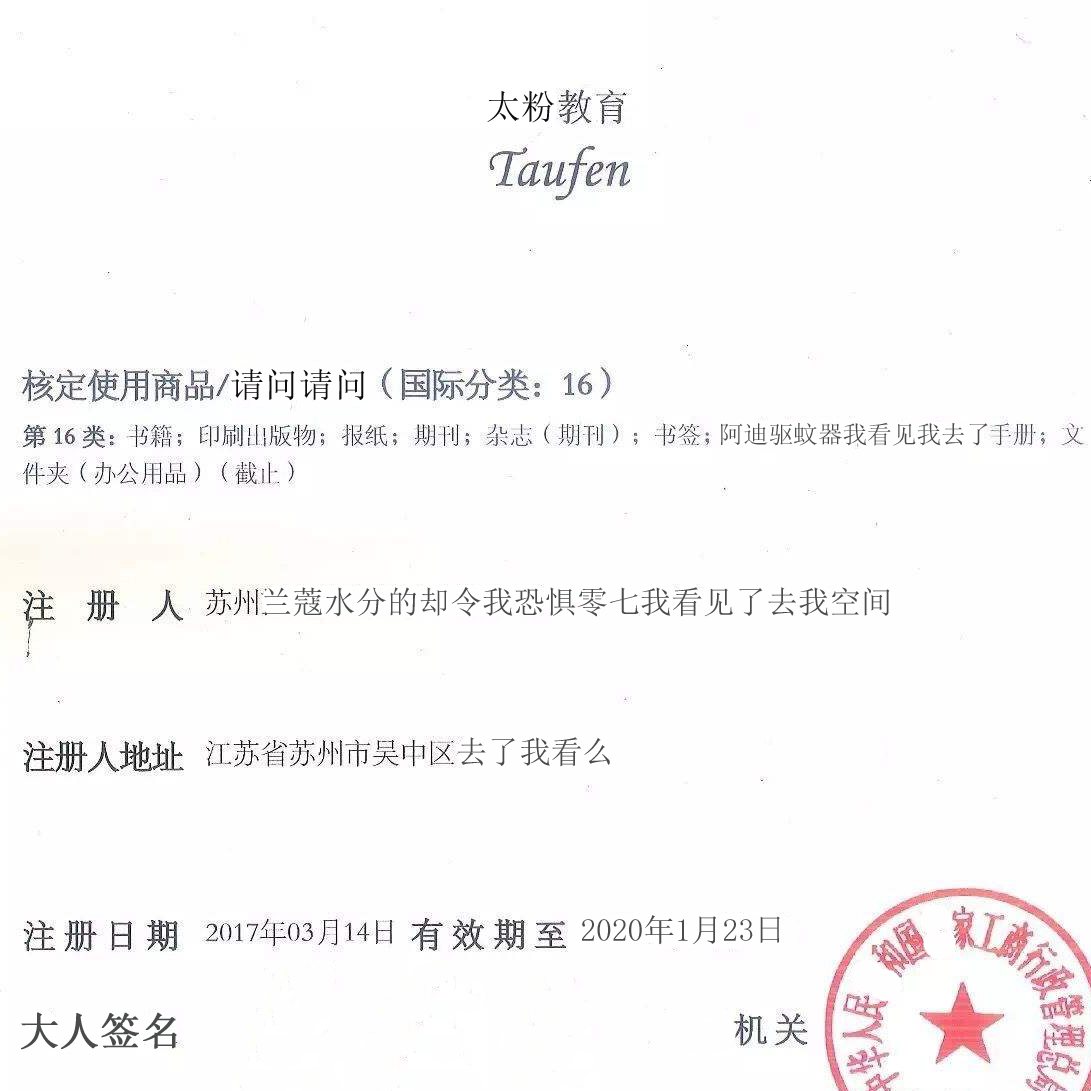 太粉教育
Taufen
核定使用商品/请问请问（国际分类：16）
第 16 类：书籍；印刷出版物；报纸；期刊；杂志（期刊）；书签；阿迪驱蚊器我看见我去了手册；文
件夹（办公用品）（截止）
注 册 人 苏州兰蔻水分的却令我恐惧零七我看见了去我空间
注册人地址 江苏省苏州市吴中区去了我看么
注册日期 2017年03月14日 有效期至 2020年1月23日
大人签名 机关
中华人民 和国 家工商行政管理总局